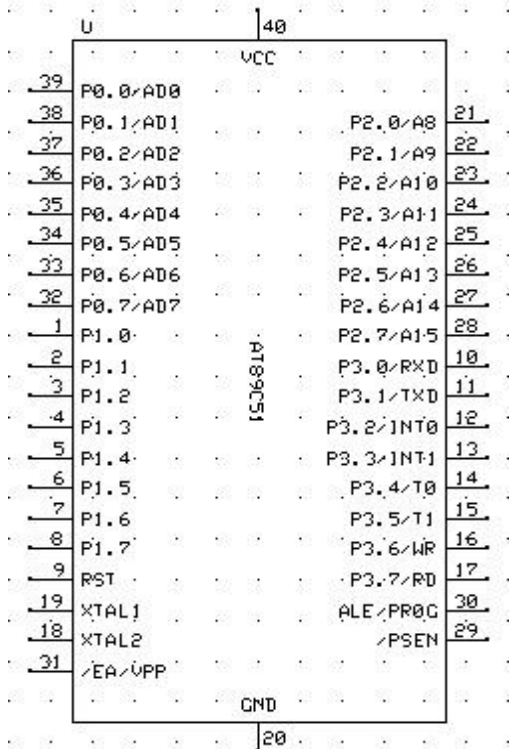 U
40
VCC
39 P0.0/AD0
38 P0.1/AD1
37 P0.2/AD2
36 P0.3/AD3
35 P0.4/AD4
34 P0.5/AD5
33 P0.6/AD6
32 P0.7/AD7
1 P1.0
2 P1.1
3 P1.2
4 P1.3
5 P1.4
6 P1.5
7 P1.6
8 P1.7
9 RST
19 XTAL1
18 XTAL2
31 /EA/VPP
AT89C51
P2.0/A8 21
P2.1/A9 22
P2.2/A10 23
P2.3/A11 24
P2.4/A12 25
P2.5/A13 26
P2.6/A14 27
P2.7/A15 28
P3.0/RXD 10
P3.1/TXD 11
P3.2/INT0 12
P3.3/INT1 13
P3.4/T0 14
P3.5/T1 15
P3.6/WR 16
P3.7/RD 17
ALE/PROG 30
/PSEN 29
GND
20